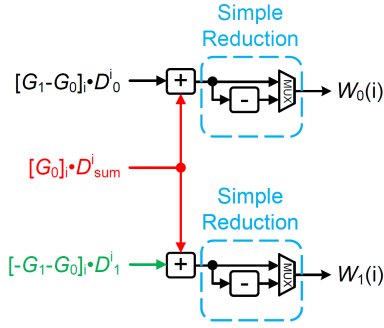 Simple
Reduction
[G₁-G₀]ᵢ•Dⁱ₀
+
-
MUX
W₀(i)
[G₀]ᵢ•Dⁱsum
Simple
Reduction
[-G₁-G₀]ᵢ•Dⁱ₁
+
-
MUX
W₁(i)